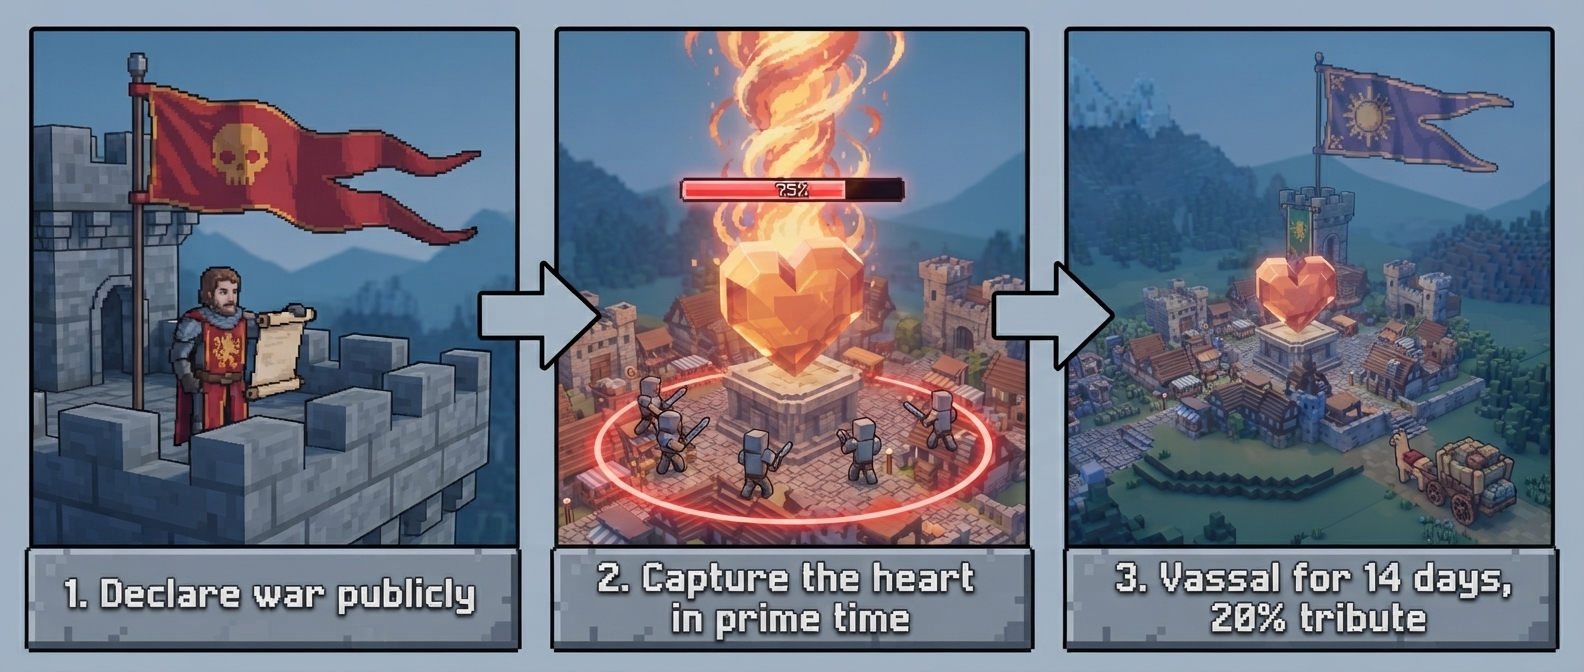 75%
1. Declare war publicly
2. Capture the heart
in prime time
3. Vassal for 14 days,
20% tribute